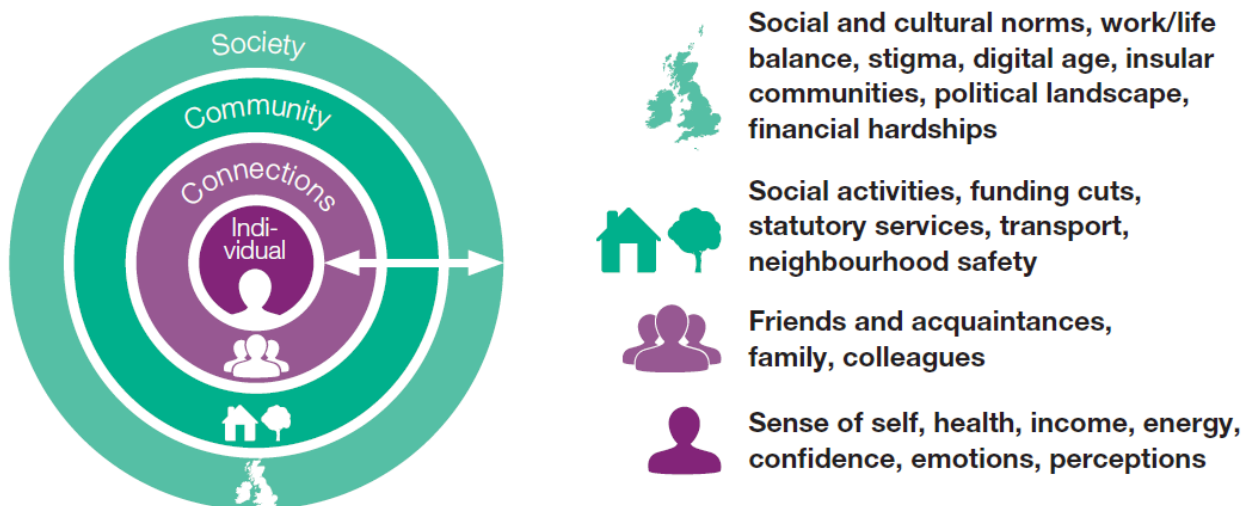 Society
Community
Connections
Indi-
vidual
Social and cultural norms, work/life
balance, stigma, digital age, insular
communities, political landscape,
financial hardships
Social activities, funding cuts,
statutory services, transport,
neighbourhood safety
Friends and acquaintances,
family, colleagues
Sense of self, health, income, energy,
confidence, emotions, perceptions